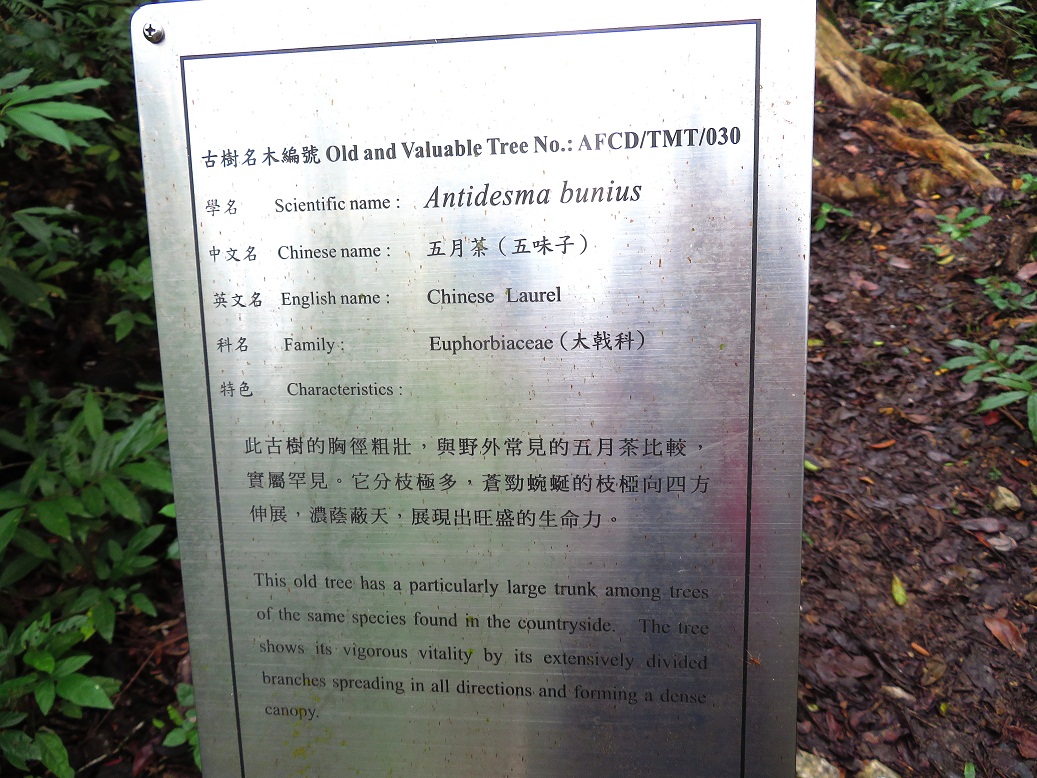 古樹名木編號 Old and Valuable Tree No.: AFCD/TMT/030
學名 Scientific name : Antidesma bunius
中文名 Chinese name : 五月茶（五味子）
英文名 English name : Chinese Laurel
科名 Family : Euphorbiaceae（大戟科）
特色 Characteristics :
此古樹的胸徑粗壯，與野外常見的五月茶比較，
實屬罕見。它分枝極多，蒼勁蜿蜒的枝椏向四方
伸展，濃蔭蔽天，展現出旺盛的生命力。
This old tree has a particularly large trunk among trees
of the same species found in the countryside. The tree
shows its vigorous vitality by its extensively divided
branches spreading in all directions and forming a dense
canopy.